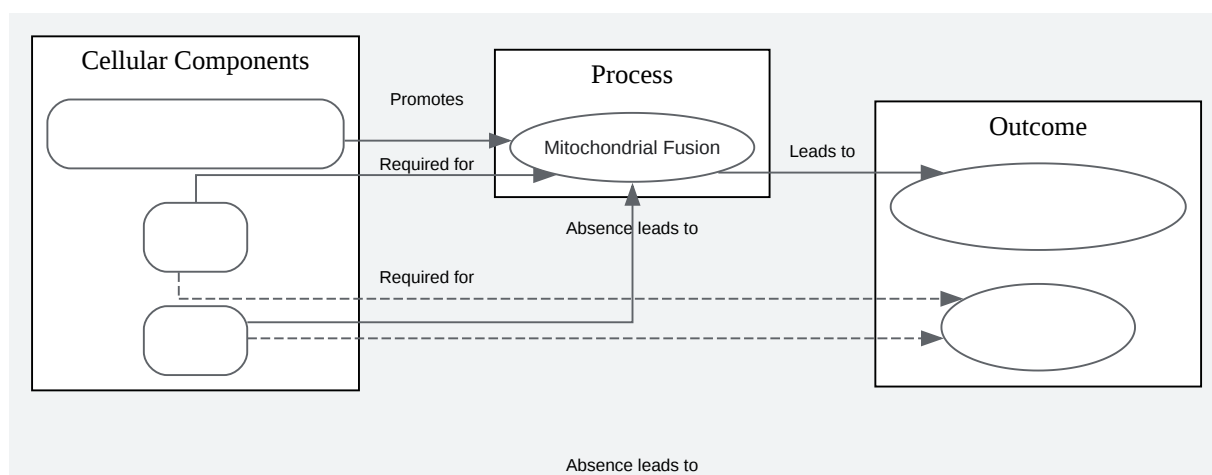 Cellular Components
Process
Promotes
Mitochondrial Fusion
Outcome
Leads to
Required for
Absence leads to
Required for
Absence leads to